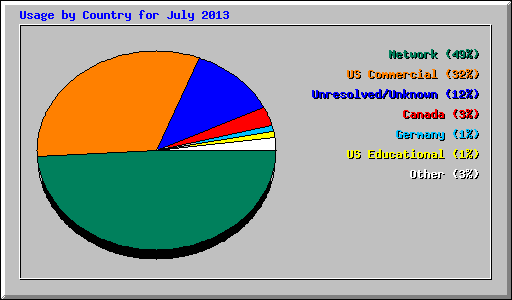 Usage by Country for July 2013
Network (49%)
US Commercial (32%)
Unresolved/Unknown (12%)
Canada (3%)
Germany (1%)
US Educational (1%)
Other (3%)